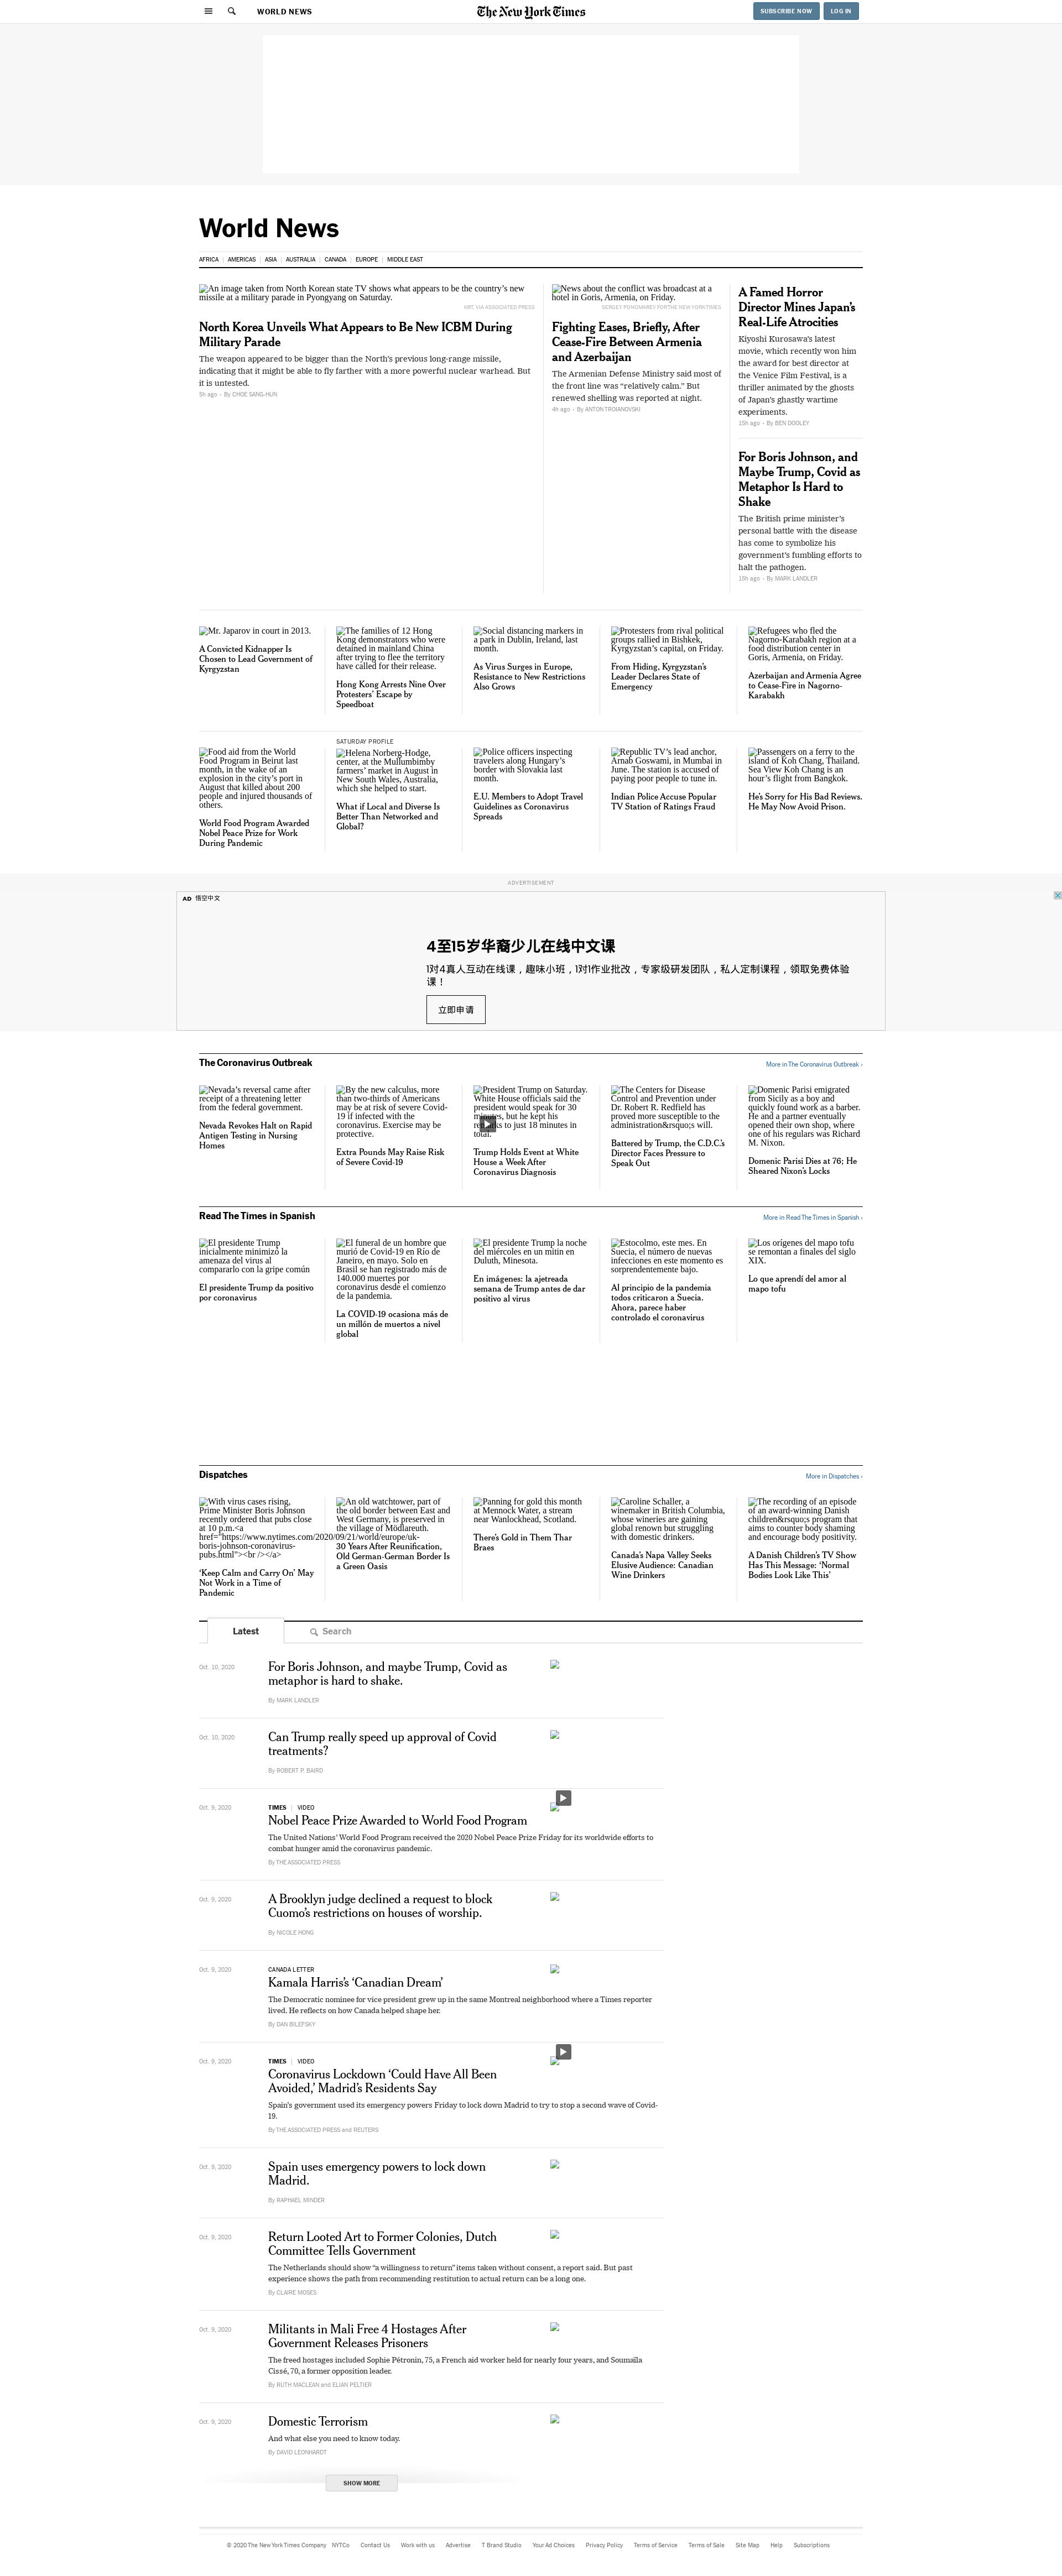 WORLD NEWS
The New York Times
SUBSCRIBE NOW
LOG IN
World News
AFRICA
AMERICAS
ASIA
AUSTRALIA
CANADA
EUROPE
MIDDLE EAST
An image taken from North Korean state TV shows what appears to be the country's new
missile at a military parade in Pyongyang on Saturday.
KRT, VIA ASSOCIATED PRESS
North Korea Unveils What Appears to Be New ICBM During
Military Parade
The weapon appeared to be bigger than the North's previous long-range missile,
indicating that it might be able to fly farther with a more powerful nuclear warhead. But
it is untested.
5h ago · By CHOE SANG-HUN
News about the conflict was broadcast at a
hotel in Goris, Armenia, on Friday.
SERGEY PONOMAREV FOR THE NEW YORK TIMES
Fighting Eases, Briefly, After
Cease-Fire Between Armenia
and Azerbaijan
The Armenian Defense Ministry said most of
the front line was “relatively calm.” But
renewed shelling was reported at night.
4h ago · By ANTON TROIANOVSKI
A Famed Horror
Director Mines Japan's
Real-Life Atrocities
Kiyoshi Kurosawa's latest
movie, which recently won him
the award for best director at
the Venice Film Festival, is a
thriller animated by the ghosts
of Japan's ghastly wartime
experiments.
15h ago · By BEN DOOLEY
For Boris Johnson, and
Maybe Trump, Covid as
Metaphor Is Hard to
Shake
The British prime minister's
personal battle with the disease
has come to symbolize his
government's fumbling efforts to
halt the pathogen.
15h ago · By MARK LANDLER
Mr. Japarov in court in 2013.
A Convicted Kidnapper Is
Chosen to Lead Government of
Kyrgyzstan
The families of 12 Hong
Kong demonstrators who were
detained in mainland China
after trying to flee the territory
have called for their release.
Hong Kong Arrests Nine Over
Protesters' Escape by
Speedboat
Social distancing markers in
a park in Dublin, Ireland, last
month.
As Virus Surges in Europe,
Resistance to New Restrictions
Also Grows
Protesters from rival political
groups rallied in Bishkek,
Kyrgyzstan's capital, on Friday.
From Hiding, Kyrgyzstan's
Leader Declares State of
Emergency
Refugees who fled the
Nagorno-Karabakh region at a
food distribution center in
Goris, Armenia, on Friday.
Azerbaijan and Armenia Agree
to Cease-Fire in Nagorno-
Karabakh
Food aid from the World
Food Program in Beirut last
month, in the wake of an
explosion in the city's port in
August that killed about 200
people and injured thousands of
others.
World Food Program Awarded
Nobel Peace Prize for Work
During Pandemic
SATURDAY PROFILE
Helena Norberg-Hodge,
center, at the Mullumbimby
farmers' market in August in
New South Wales, Australia,
which she helped to start.
What if Local and Diverse Is
Better Than Networked and
Global?
Police officers inspecting
travelers along Hungary's
border with Slovakia last
month.
E.U. Members to Adopt Travel
Guidelines as Coronavirus
Spreads
Republic TV's lead anchor,
Arnab Goswami, in Mumbai in
June. The station is accused of
paying poor people to tune in.
Indian Police Accuse Popular
TV Station of Ratings Fraud
Passengers on a ferry to the
island of Koh Chang, Thailand.
Sea View Koh Chang is an
hour's flight from Bangkok.
He's Sorry for His Bad Reviews.
He May Now Avoid Prison.
ADVERTISEMENT
AD 悟空中文
4至15岁华裔少儿在线中文课
1对4真人互动在线课，趣味小班，1对1作业批改，专家级研发团队，私人定制课程，领取免费体验
课！
立即申请
The Coronavirus Outbreak
More in The Coronavirus Outbreak ›
Nevada's reversal came after
receipt of a threatening letter
from the federal government.
Nevada Revokes Halt on Rapid
Antigen Testing in Nursing
Homes
By the new calculus, more
than two-thirds of Americans
may be at risk of severe Covid-
19 if infected with the
coronavirus. Exercise may be
protective.
Extra Pounds May Raise Risk
of Severe Covid-19
President Trump on Saturday.
White House officials said the
president would speak for 30
but he kept his
to just 18 minutes in
total.
Trump Holds Event at White
House a Week After
Coronavirus Diagnosis
The Centers for Disease
Control and Prevention under
Dr. Robert R. Redfield has
proved more susceptible to the
administration&rsquo;s will.
Battered by Trump, the C.D.C.'s
Director Faces Pressure to
Speak Out
Domenic Parisi emigrated
from Sicily as a boy and
quickly found work as a barber.
He and a partner eventually
opened their own shop, where
one of his regulars was Richard
M. Nixon.
Domenic Parisi Dies at 76; He
Sheared Nixon's Locks
Read The Times in Spanish
More in Read The Times in Spanish ›
El presidente Trump
inicialmente minimizó la
amenaza del virus al
compararlo con la gripe común
El presidente Trump da positivo
por coronavirus
El funeral de un hombre que
murió de Covid-19 en Río de
Janeiro, en mayo. Solo en
Brasil se han registrado más de
140.000 muertes por
coronavirus desde el comienzo
de la pandemia.
La COVID-19 ocasiona más de
un millón de muertos a nivel
global
El presidente Trump la noche
del miércoles en un mitin en
Duluth, Minesota.
En imágenes: la ajetreada
semana de Trump antes de dar
positivo al virus
Estocolmo, este mes. En
Suecia, el número de nuevas
infecciones en este momento es
sorprendentemente bajo.
Al principio de la pandemia
todos criticaron a Suecia.
Ahora, parece haber
controlado el coronavirus
Los orígenes del mapo tofu
se remontan a finales del siglo
XIX.
Lo que aprendí del amor al
mapo tofu
Dispatches
More in Dispatches ›
With virus cases rising,
Prime Minister Boris Johnson
recently ordered that pubs close
at 10 p.m.<a
href="https://www.nytimes.com/2020/09/21/world/europe/uk-
boris-johnson-coronavirus-
pubs.html"><br /></a>
‘Keep Calm and Carry On’ May
Not Work in a Time of
Pandemic
An old watchtower, part of
the old border between East and
West Germany, is preserved in
the village of Mödlareuth.
30 Years After Reunification,
Old German-German Border Is
a Green Oasis
Panning for gold this month
at Mennock Water, a stream
near Wanlockhead, Scotland.
There's Gold in Them Thar
Braes
Caroline Schaller, a
winemaker in British Columbia,
whose wineries are gaining
global renown but struggling
with domestic drinkers.
Canada's Napa Valley Seeks
Elusive Audience: Canadian
Wine Drinkers
The recording of an episode
of an award-winning Danish
children&rsquo;s program that
aims to counter body shaming
and encourage body positivity.
A Danish Children's TV Show
Has This Message: ‘Normal
Bodies Look Like This’
Latest
Search
Oct. 10, 2020
For Boris Johnson, and maybe Trump, Covid as
metaphor is hard to shake.
By MARK LANDLER
Oct. 10, 2020
Can Trump really speed up approval of Covid
treatments?
By ROBERT P. BAIRD
Oct. 9, 2020
TIMES | VIDEO
Nobel Peace Prize Awarded to World Food Program
The United Nations' World Food Program received the 2020 Nobel Peace Prize Friday for its worldwide efforts to
combat hunger amid the coronavirus pandemic.
By THE ASSOCIATED PRESS
Oct. 9, 2020
A Brooklyn judge declined a request to block
Cuomo's restrictions on houses of worship.
By NICOLE HONG
Oct. 9, 2020
CANADA LETTER
Kamala Harris's ‘Canadian Dream’
The Democratic nominee for vice president grew up in the same Montreal neighborhood where a Times reporter
lived. He reflects on how Canada helped shape her.
By DAN BILEFSKY
Oct. 9, 2020
TIMES | VIDEO
Coronavirus Lockdown ‘Could Have All Been
Avoided,’ Madrid's Residents Say
Spain's government used its emergency powers Friday to lock down Madrid to try to stop a second wave of Covid-
19.
By THE ASSOCIATED PRESS and REUTERS
Oct. 9, 2020
Spain uses emergency powers to lock down
Madrid.
By RAPHAEL MINDER
Oct. 9, 2020
Return Looted Art to Former Colonies, Dutch
Committee Tells Government
The Netherlands should show “a willingness to return” items taken without consent, a report said. But past
experience shows the path from recommending restitution to actual return can be a long one.
By CLAIRE MOSES
Oct. 9, 2020
Militants in Mali Free 4 Hostages After
Government Releases Prisoners
The freed hostages included Sophie Pétronin, 75, a French aid worker held for nearly four years, and Soumaïla
Cissé, 70, a former opposition leader.
By RUTH MACLEAN and ELIAN PELTIER
Oct. 9, 2020
Domestic Terrorism
And what else you need to know today.
By DAVID LEONHARDT
SHOW MORE
© 2020 The New York Times Company
NYTCo
Contact Us
Work with us
Advertise
T Brand Studio
Your Ad Choices
Privacy Policy
Terms of Service
Terms of Sale
Site Map
Help
Subscriptions